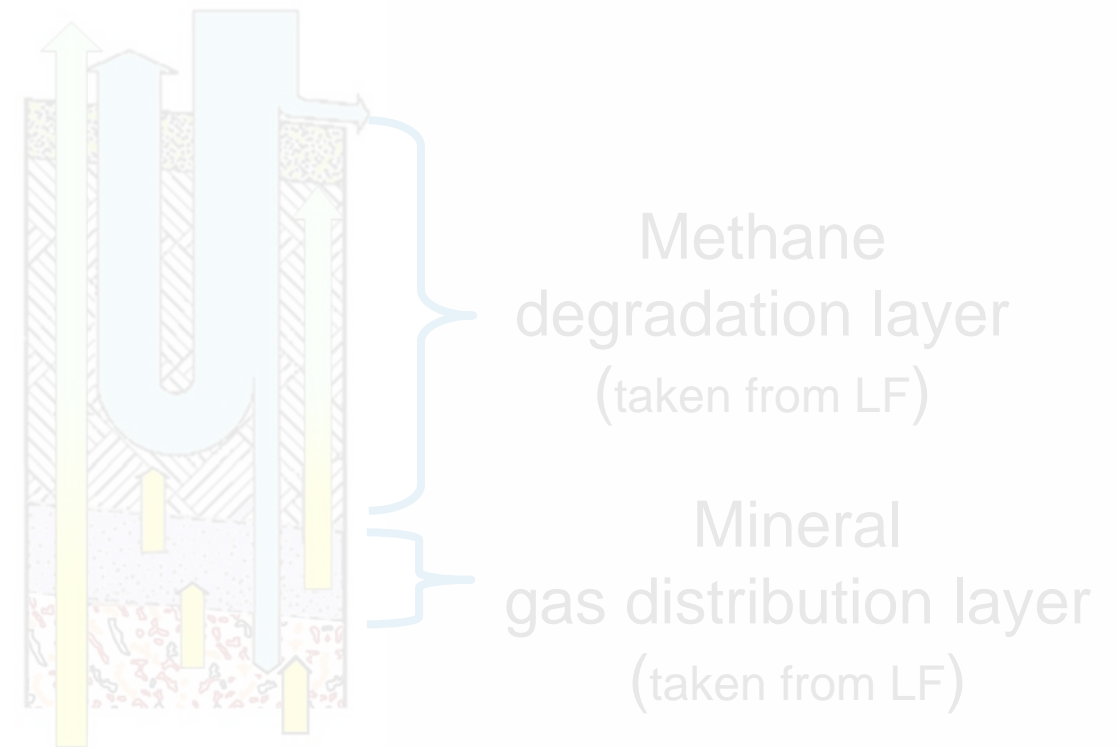 Methane
degradation layer
(taken from LF)
Mineral
gas distribution layer
(taken from LF)